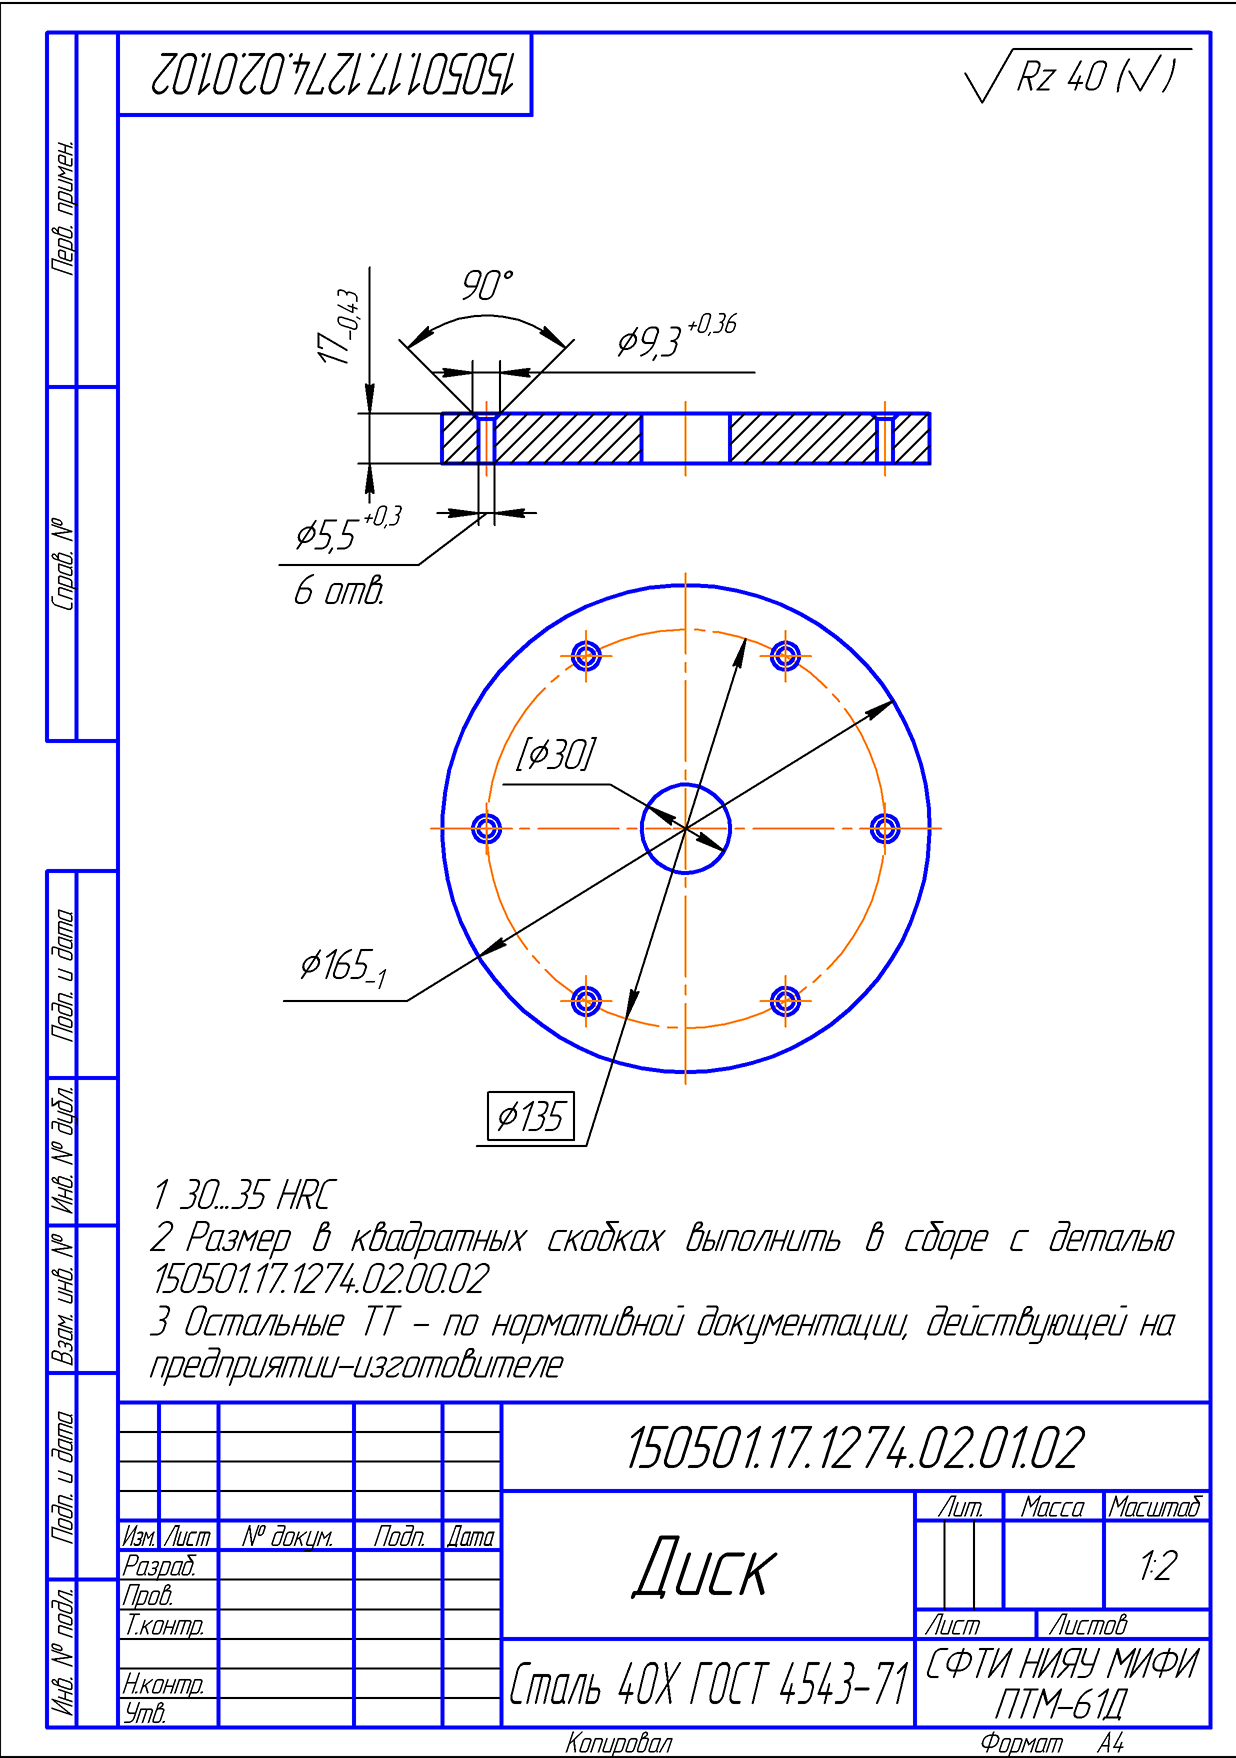 150501.17.1274.02.01.02
Rz 40 (√)
Перв. примен.
Справ. №
Подп. и дата
Инв. № дубл.
Взам. инв. №
Подп. и дата
Инв. № подл.
90°
17-0,43
⌀9,3+0,36
⌀5,5+0,3
6 отв.
[⌀30]
⌀165-1
⌀135
1 30...35 HRC
2 Размер в квадратных скобках выполнить в сборе с деталью
150501.17.1274.02.00.02
3 Остальные ТТ – по нормативной документации, действующей на
предприятии-изготовителе
150501.17.1274.02.01.02
Изм. Лист № докум. Подп. Дата
Разраб.
Пров.
Т.контр.
Н.контр.
Утв.
Диск
Лит. Масса Масштаб
1:2
Лист Листов
Сталь 40Х ГОСТ 4543-71
СФТИ НИЯУ МИФИ
ПТМ-61Д
Копировал Формат А4